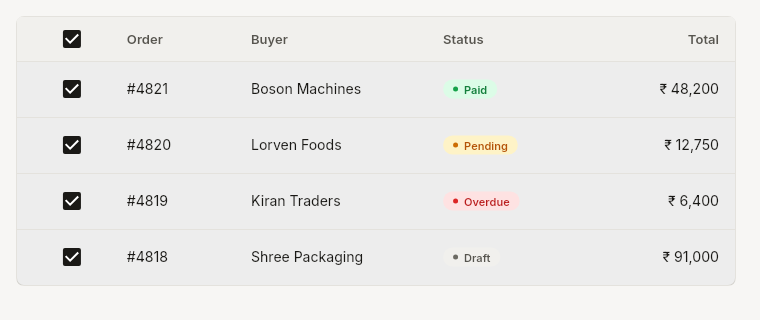 Order Buyer Status Total
#4821 Boson Machines Paid ₹ 48,200
#4820 Lorven Foods Pending ₹ 12,750
#4819 Kiran Traders Overdue ₹ 6,400
#4818 Shree Packaging Draft ₹ 91,000